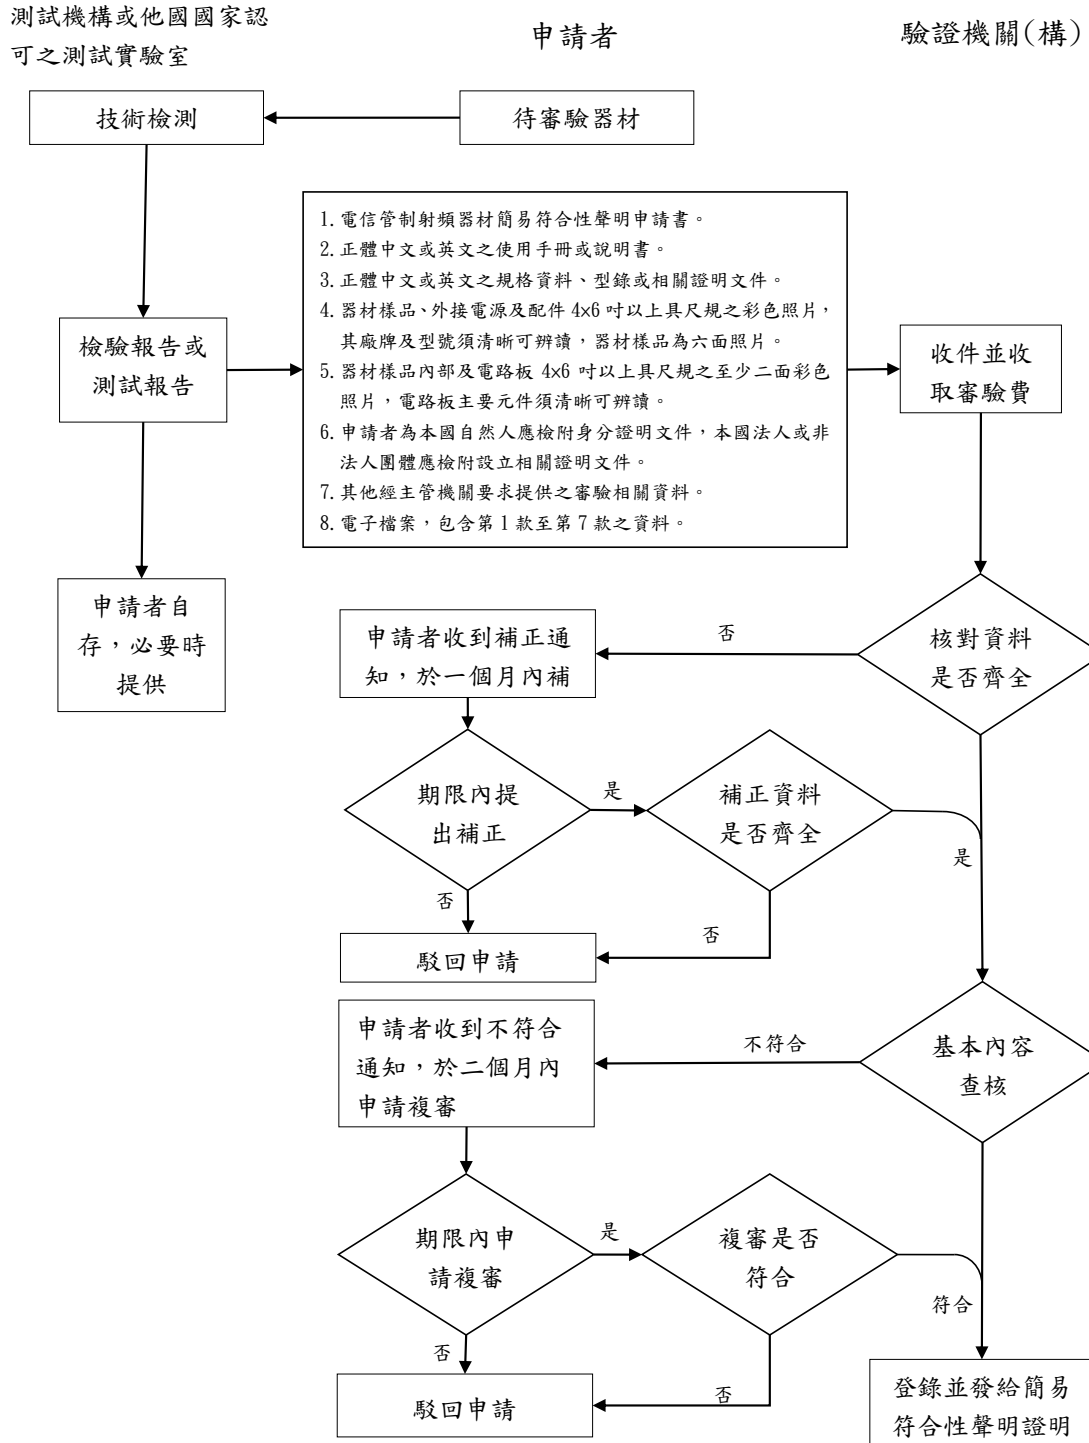 測試機構或他國國家認
可之測試實驗室
申請者
驗證機關(構)
技術檢測
待審驗器材
1.電信管制射頻器材簡易符合性聲明申請書。
2.正體中文或英文之使用手冊或說明書。
3.正體中文或英文之規格資料、型錄或相關證明文件。
4.器材樣品、外接電源及配件 4×6 吋以上具尺規之彩色照片，
其廠牌及型號須清晰可辨讀，器材樣品為六面照片。
5.器材樣品內部及電路板 4×6 吋以上具尺規之至少二面彩色
照片，電路板主要元件須清晰可辨讀。
6.申請者為本國自然人應檢附身分證明文件，本國法人或非
法人團體應檢附設立相關證明文件。
7.其他經主管機關要求提供之審驗相關資料。
8.電子檔案，包含第 1 款至第 7 款之資料。
檢驗報告或
測試報告
收件並收
取審驗費
申請者自
存，必要時
提供
申請者收到補正通
知，於一個月內補
否
核對資料
是否齊全
期限內提
出補正
是
補正資料
是否齊全
是
否
否
駁回申請
申請者收到不符合
通知，於二個月內
申請複審
不符合
基本內容
查核
期限內申
請複審
是
複審是否
符合
符合
否
否
駁回申請
登錄並發給簡易
符合性聲明證明